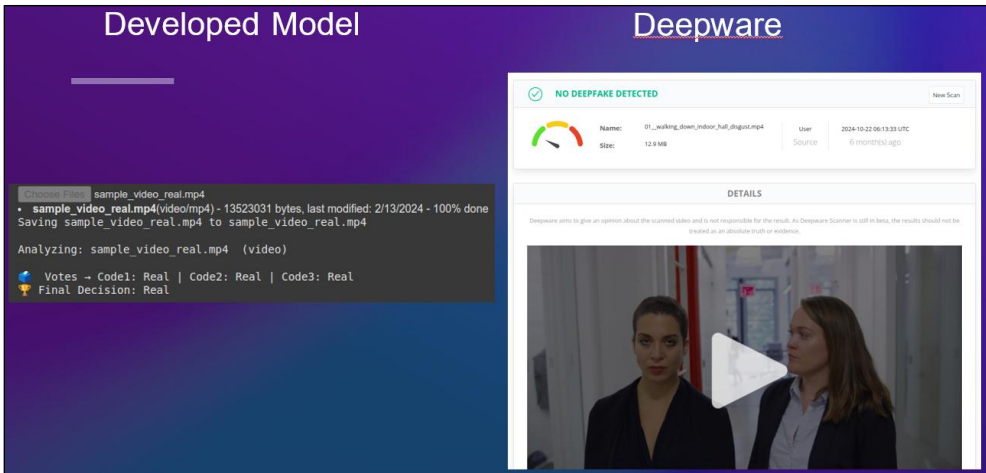 Developed Model
Deepware
NO DEEPFAKE DETECTED
New Scan
Name:
01__walking_down_indoor_hall_disgust.mp4
User
2024-10-22 06:13:33 UTC
Size:
12.9 MB
Source
6 month(s) ago
DETAILS
Deepware aims to give an opinion about the scanned video and is not responsible for the result. As Deepware Scanner is still in beta, the results should not be
treated as an absolute truth or evidence.
Choose Files sample_video_real.mp4
• sample_video_real.mp4(video/mp4) - 13523031 bytes, last modified: 2/13/2024 - 100% done
Saving sample_video_real.mp4 to sample_video_real.mp4
Analyzing: sample_video_real.mp4 (video)
Votes → Code1: Real | Code2: Real | Code3: Real
Final Decision: Real